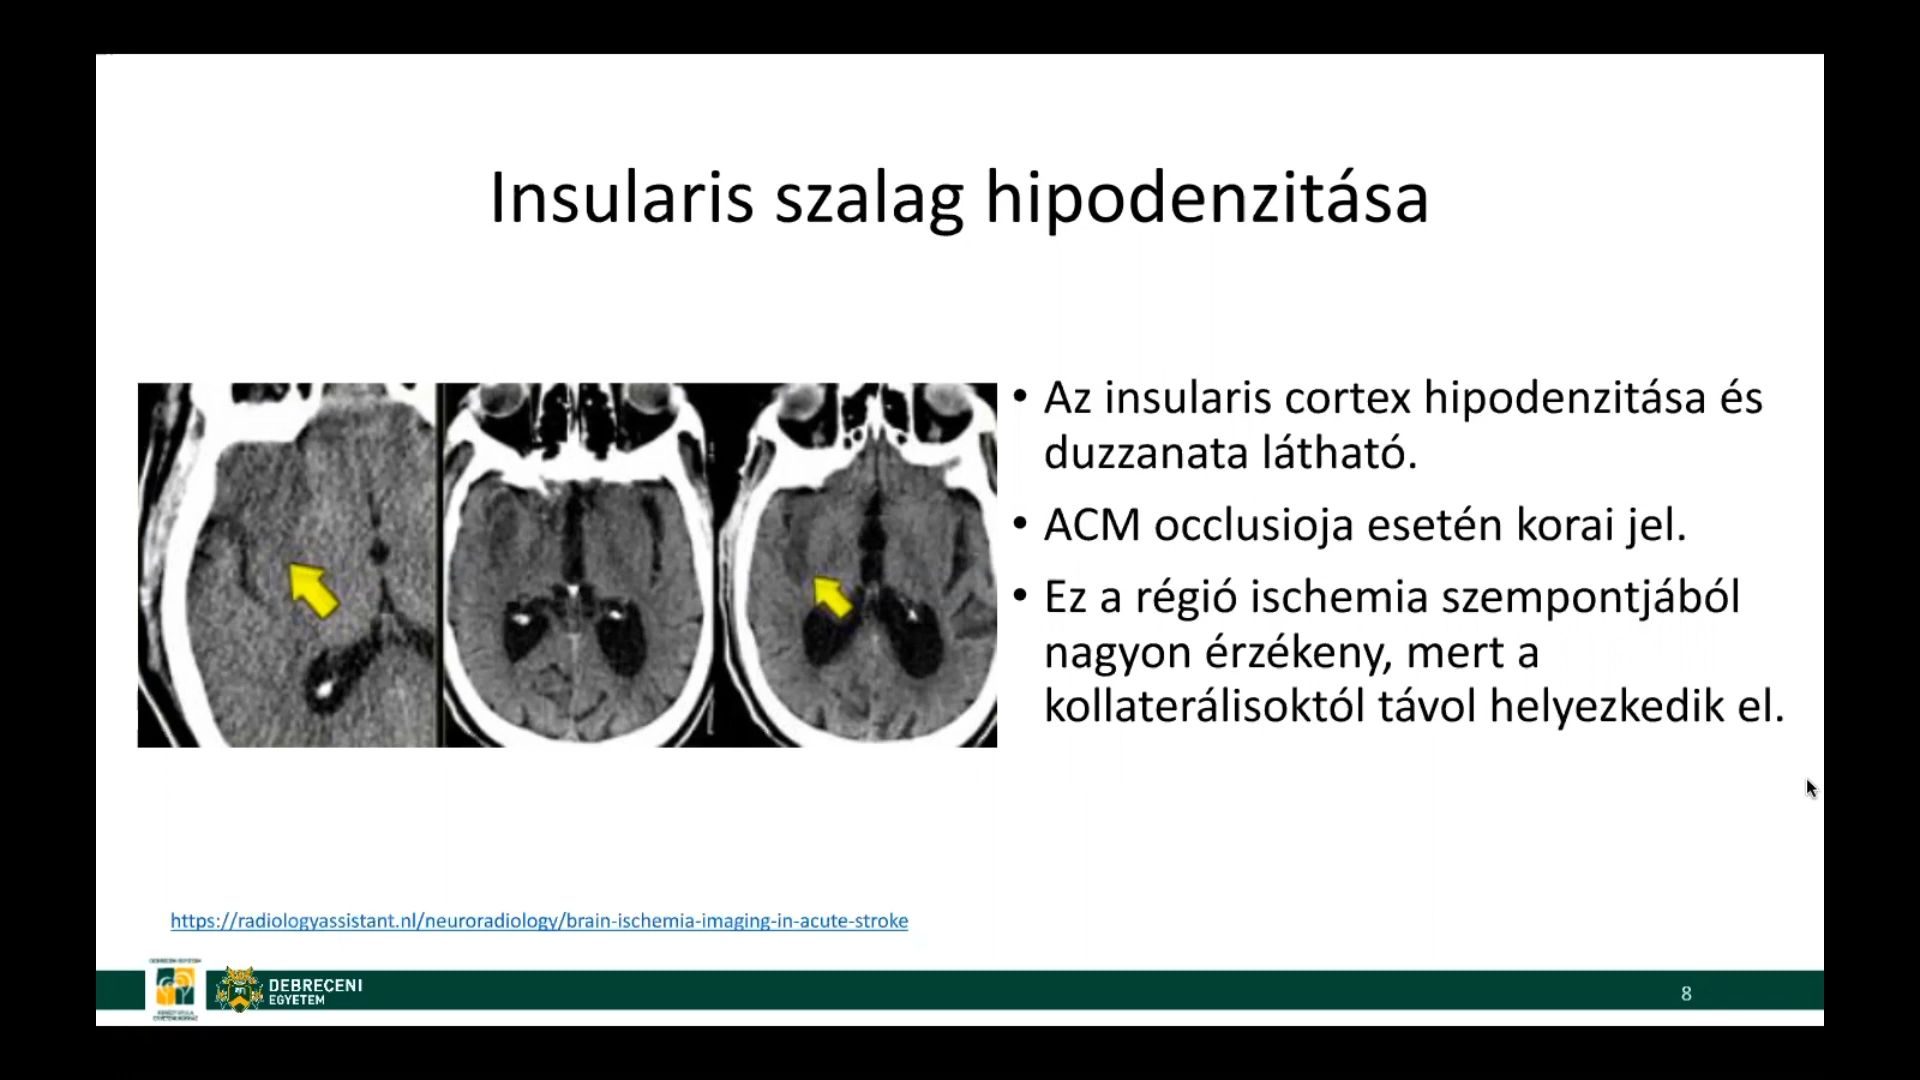 Insularis szalag hipodenzitása
• Az insularis cortex hipodenzitása és
duzzanata látható.
• ACM occlusioja esetén korai jel.
• Ez a régió ischemia szempontjából
nagyon érzékeny, mert a
kollaterálisoktól távol helyezkedik el.
https://radiologyassistant.nl/neuroradiology/brain-ischemia-imaging-in-acute-stroke
DEBRECENI
EGYETEM
8